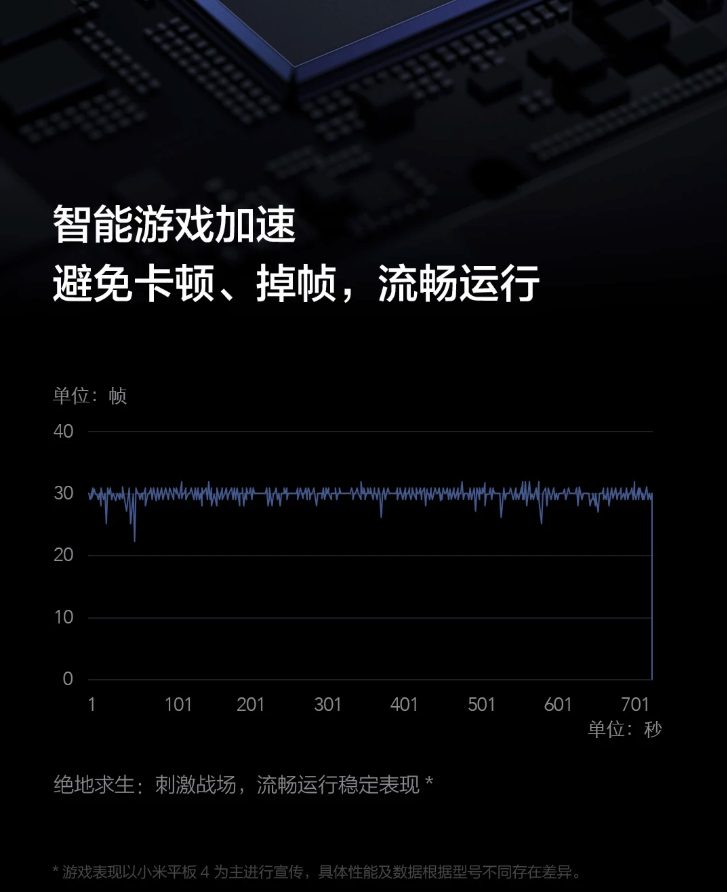 智能游戏加速
避免卡顿、掉帧，流畅运行
单位：帧
40
30
20
10
0
1 101 201 301 401 501 601 701
单位：秒
绝地求生：刺激战场，流畅运行稳定表现 *
* 游戏表现以小米平板 4 为主进行宣传，具体性能及数据根据型号不同存在差异。